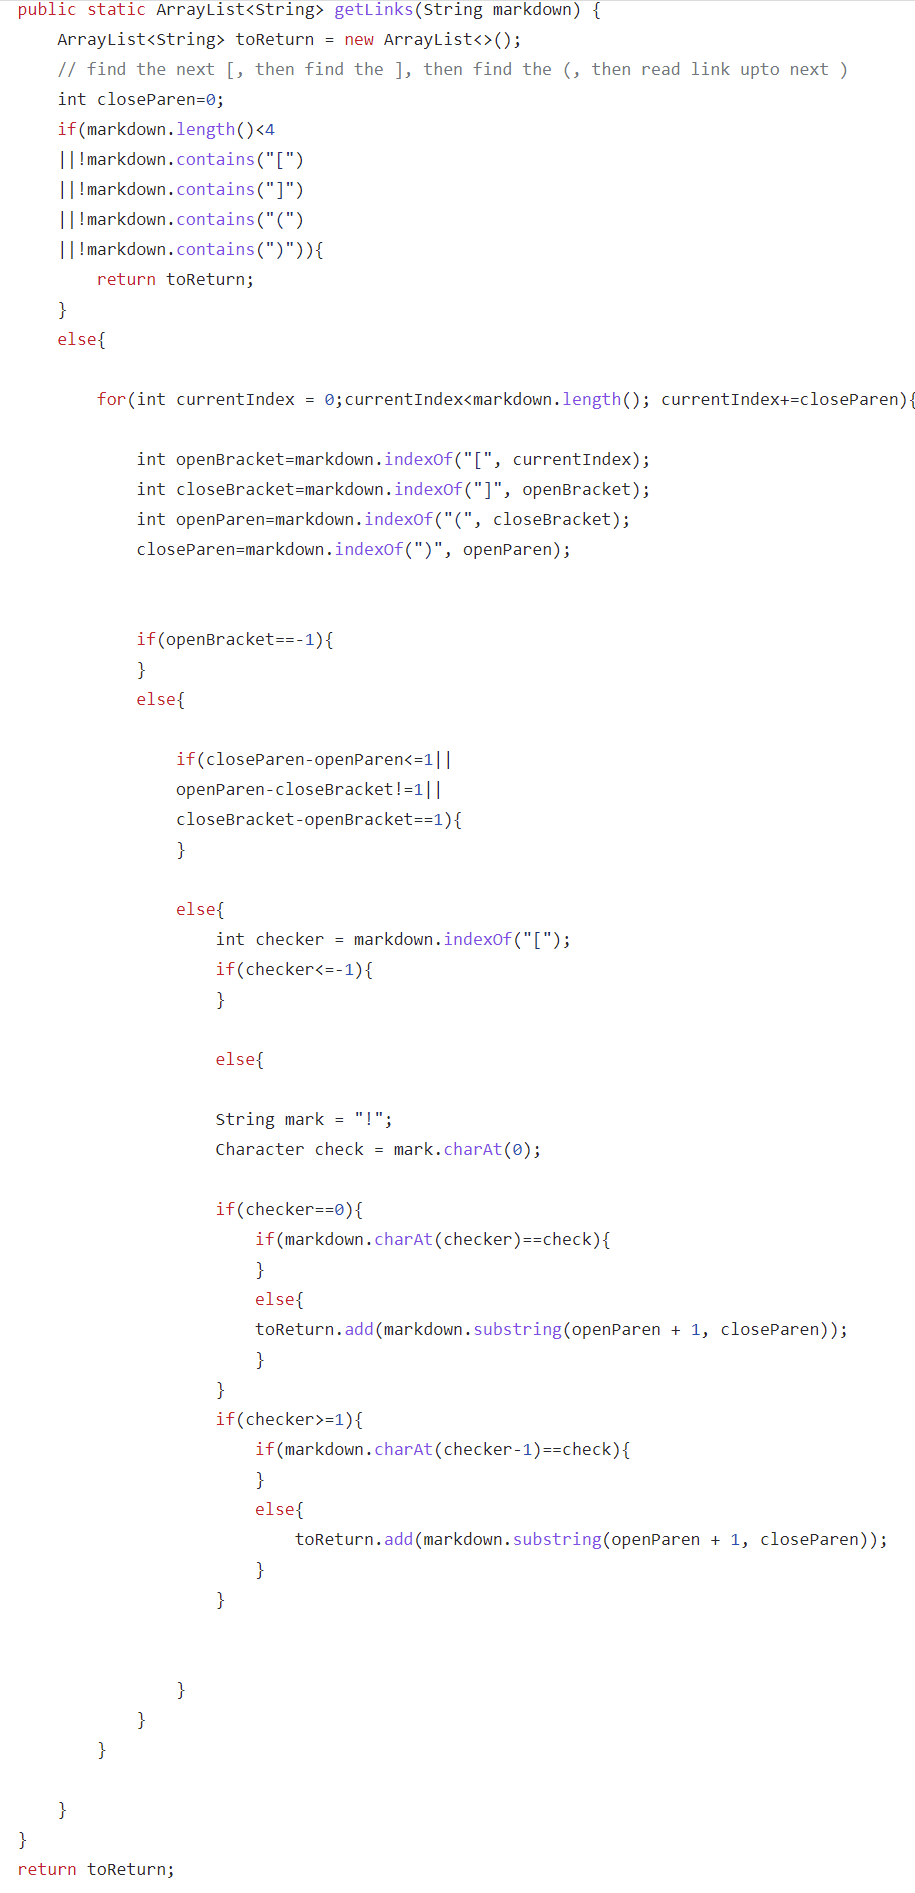 public static ArrayList<String> getLinks(String markdown) {
    ArrayList<String> toReturn = new ArrayList<>();
    // find the next [, then find the ], then find the (, then read link upto next )
    int closeParen=0;
    if(markdown.length()<4
    ||!markdown.contains("[")
    ||!markdown.contains("]")
    ||!markdown.contains("(")
    ||!markdown.contains(")")){
        return toReturn;
    }
    else{
        for(int currentIndex = 0;currentIndex<markdown.length(); currentIndex+=closeParen){
            int openBracket=markdown.indexOf("[", currentIndex);
            int closeBracket=markdown.indexOf("]", openBracket);
            int openParen=markdown.indexOf("(", closeBracket);
            closeParen=markdown.indexOf(")", openParen);
            if(openBracket==-1){
            }
            else{
                if(closeParen-openParen<=1||
                openParen-closeBracket!=1||
                closeBracket-openBracket==1){
                }
                else{
                    int checker = markdown.indexOf("[");
                    if(checker<=-1){
                    }
                    else{
                    String mark = "!";
                    Character check = mark.charAt(0);
                    if(checker==0){
                        if(markdown.charAt(checker)==check){
                        }
                        else{
                        toReturn.add(markdown.substring(openParen + 1, closeParen));
                        }
                    }
                    if(checker>=1){
                        if(markdown.charAt(checker-1)==check){
                        }
                        else{
                            toReturn.add(markdown.substring(openParen + 1, closeParen));
                        }
                    }
                }
            }
        }
    }
}
return toReturn;